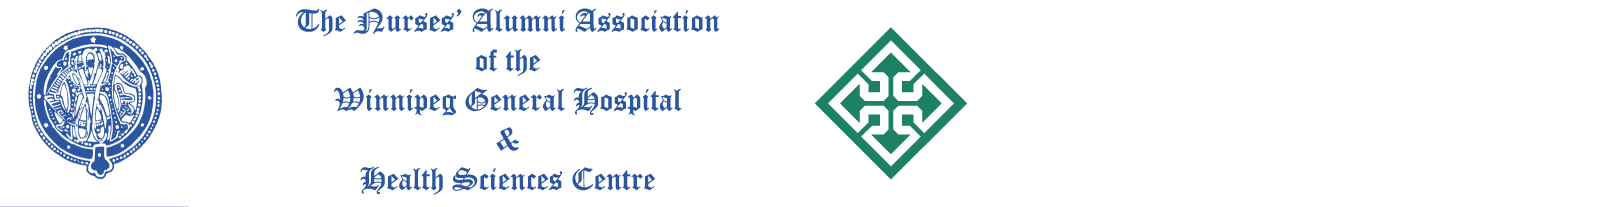 The Nurses' Alumni Association
of the
Winnipeg General Hospital
&
Health Sciences Centre